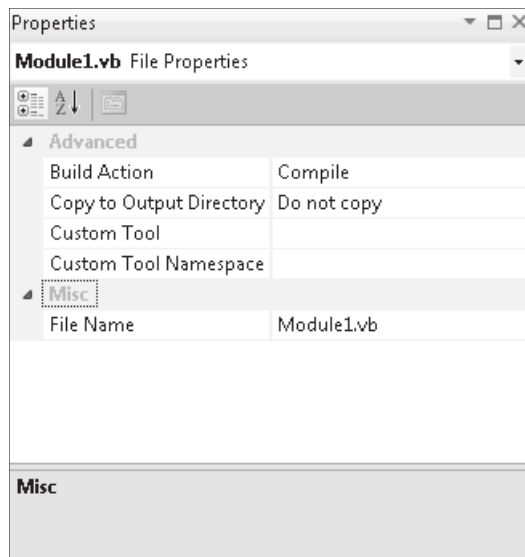 Properties
Module1.vb File Properties
A Z
Advanced
Build Action Compile
Copy to Output Directory Do not copy
Custom Tool
Custom Tool Namespace
Misc
File Name Module1.vb
Misc